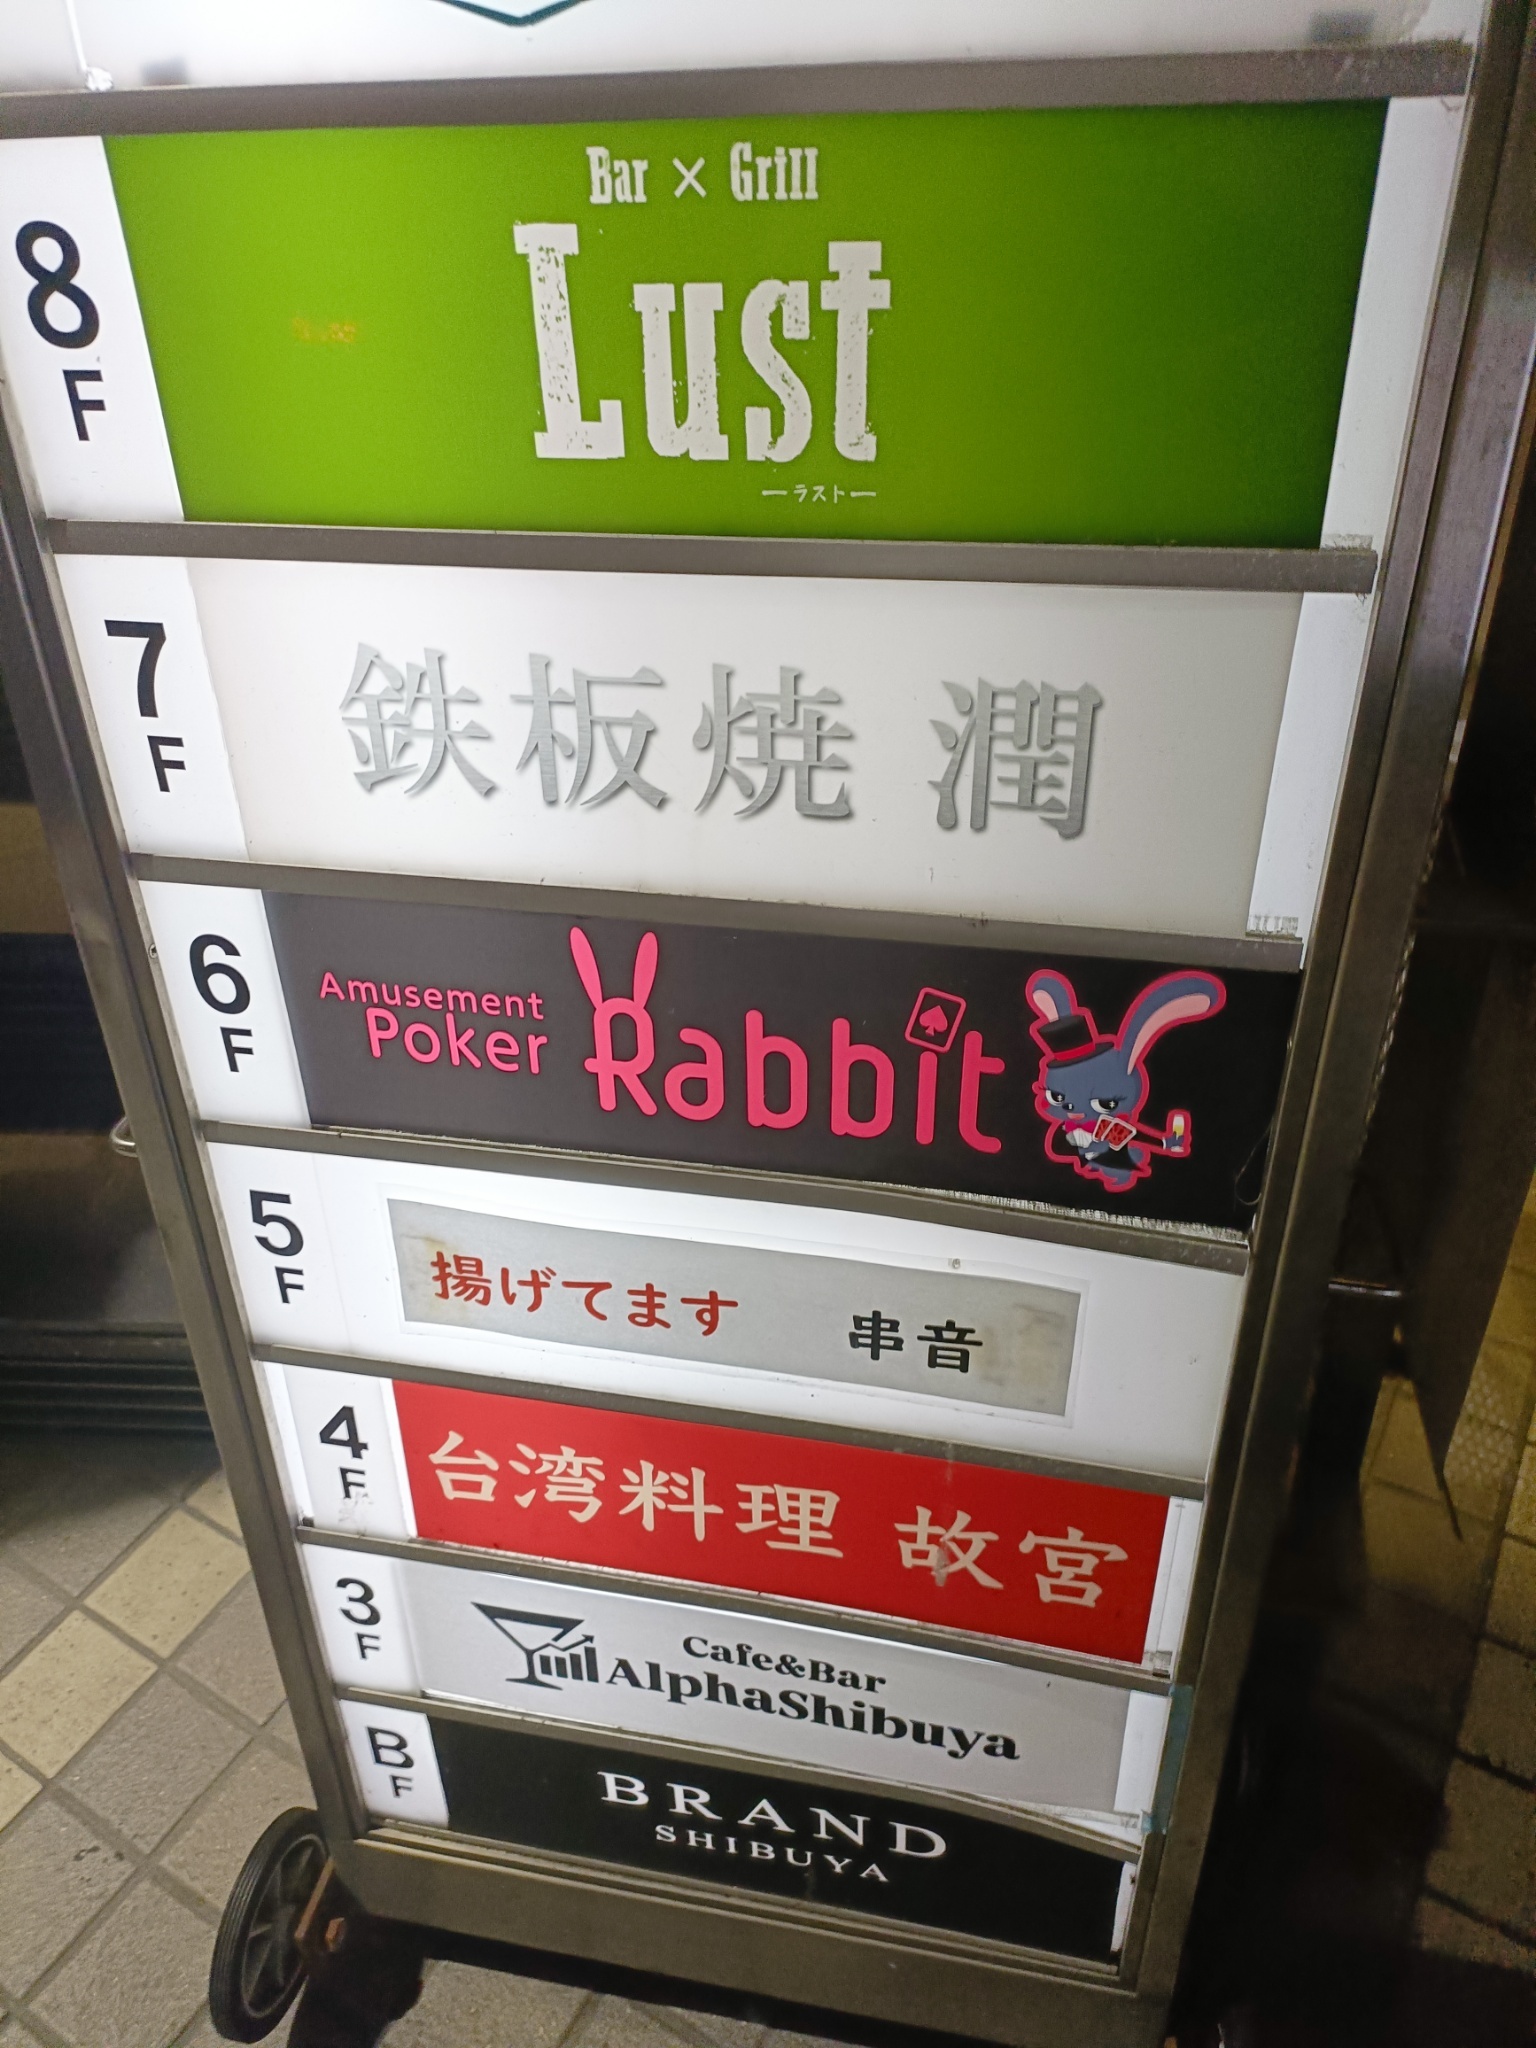 8F
Bar × Grill
Lust
ーラストー
7F
鉄板焼 潤
6F
Amusement
Poker
Rabbit
5F
揚げてます 串音
4F
台湾料理 故宮
3F
Cafe&Bar
AlphaShibuya
BF
BRAND
SHIBUYA